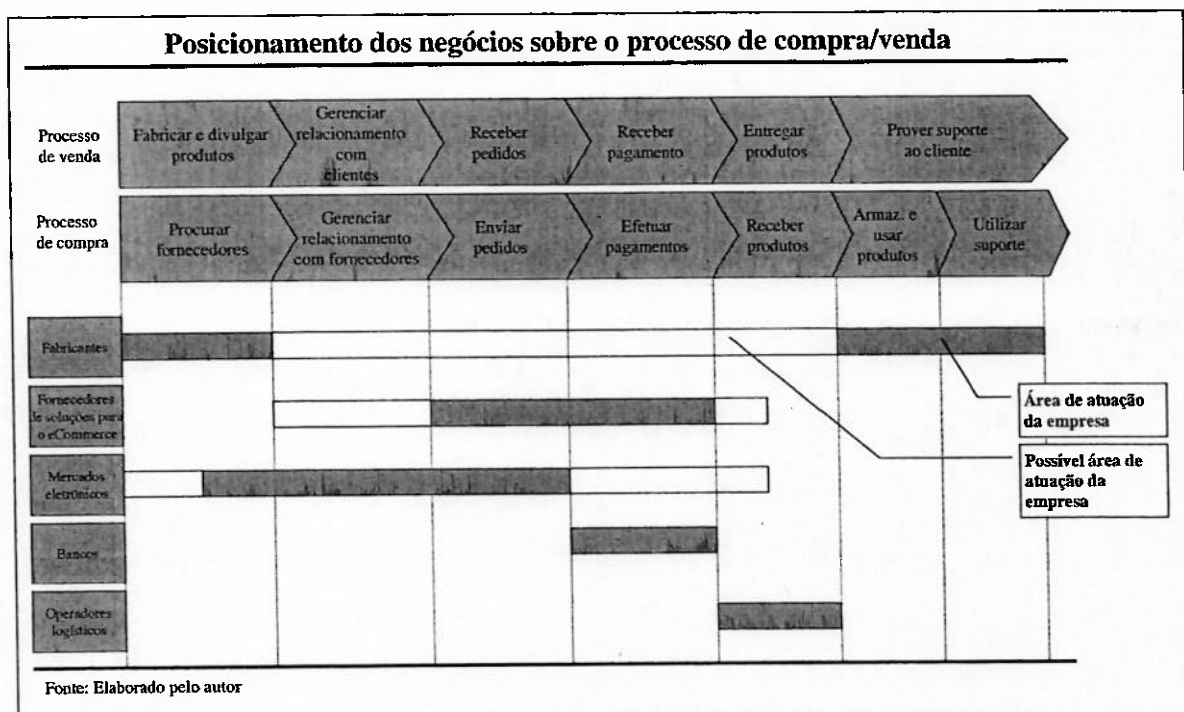 Posicionamento dos negócios sobre o processo de compra/venda
Processo
de venda
Fabricar e divulgar
produtos
Gerenciar
relacionamento
com
clientes
Receber
pedidos
Receber
pagamento
Entregar
produtos
Prover suporte
ao cliente
Processo
de compra
Procurar
fornecedores
Gerenciar
relacionamento
com fornecedores
Enviar
pedidos
Efetuar
pagamentos
Receber
produtos
Armaz. e
usar
produtos
Utilizar
suporte
Fabricantes
Fornecedores
de soluções para
o eCommerce
Mercados
eletrônicos
Bancos
Operadores
logísticos
Área de atuação
da empresa
Possível área de
atuação da
empresa
Fonte: Elaborado pelo autor